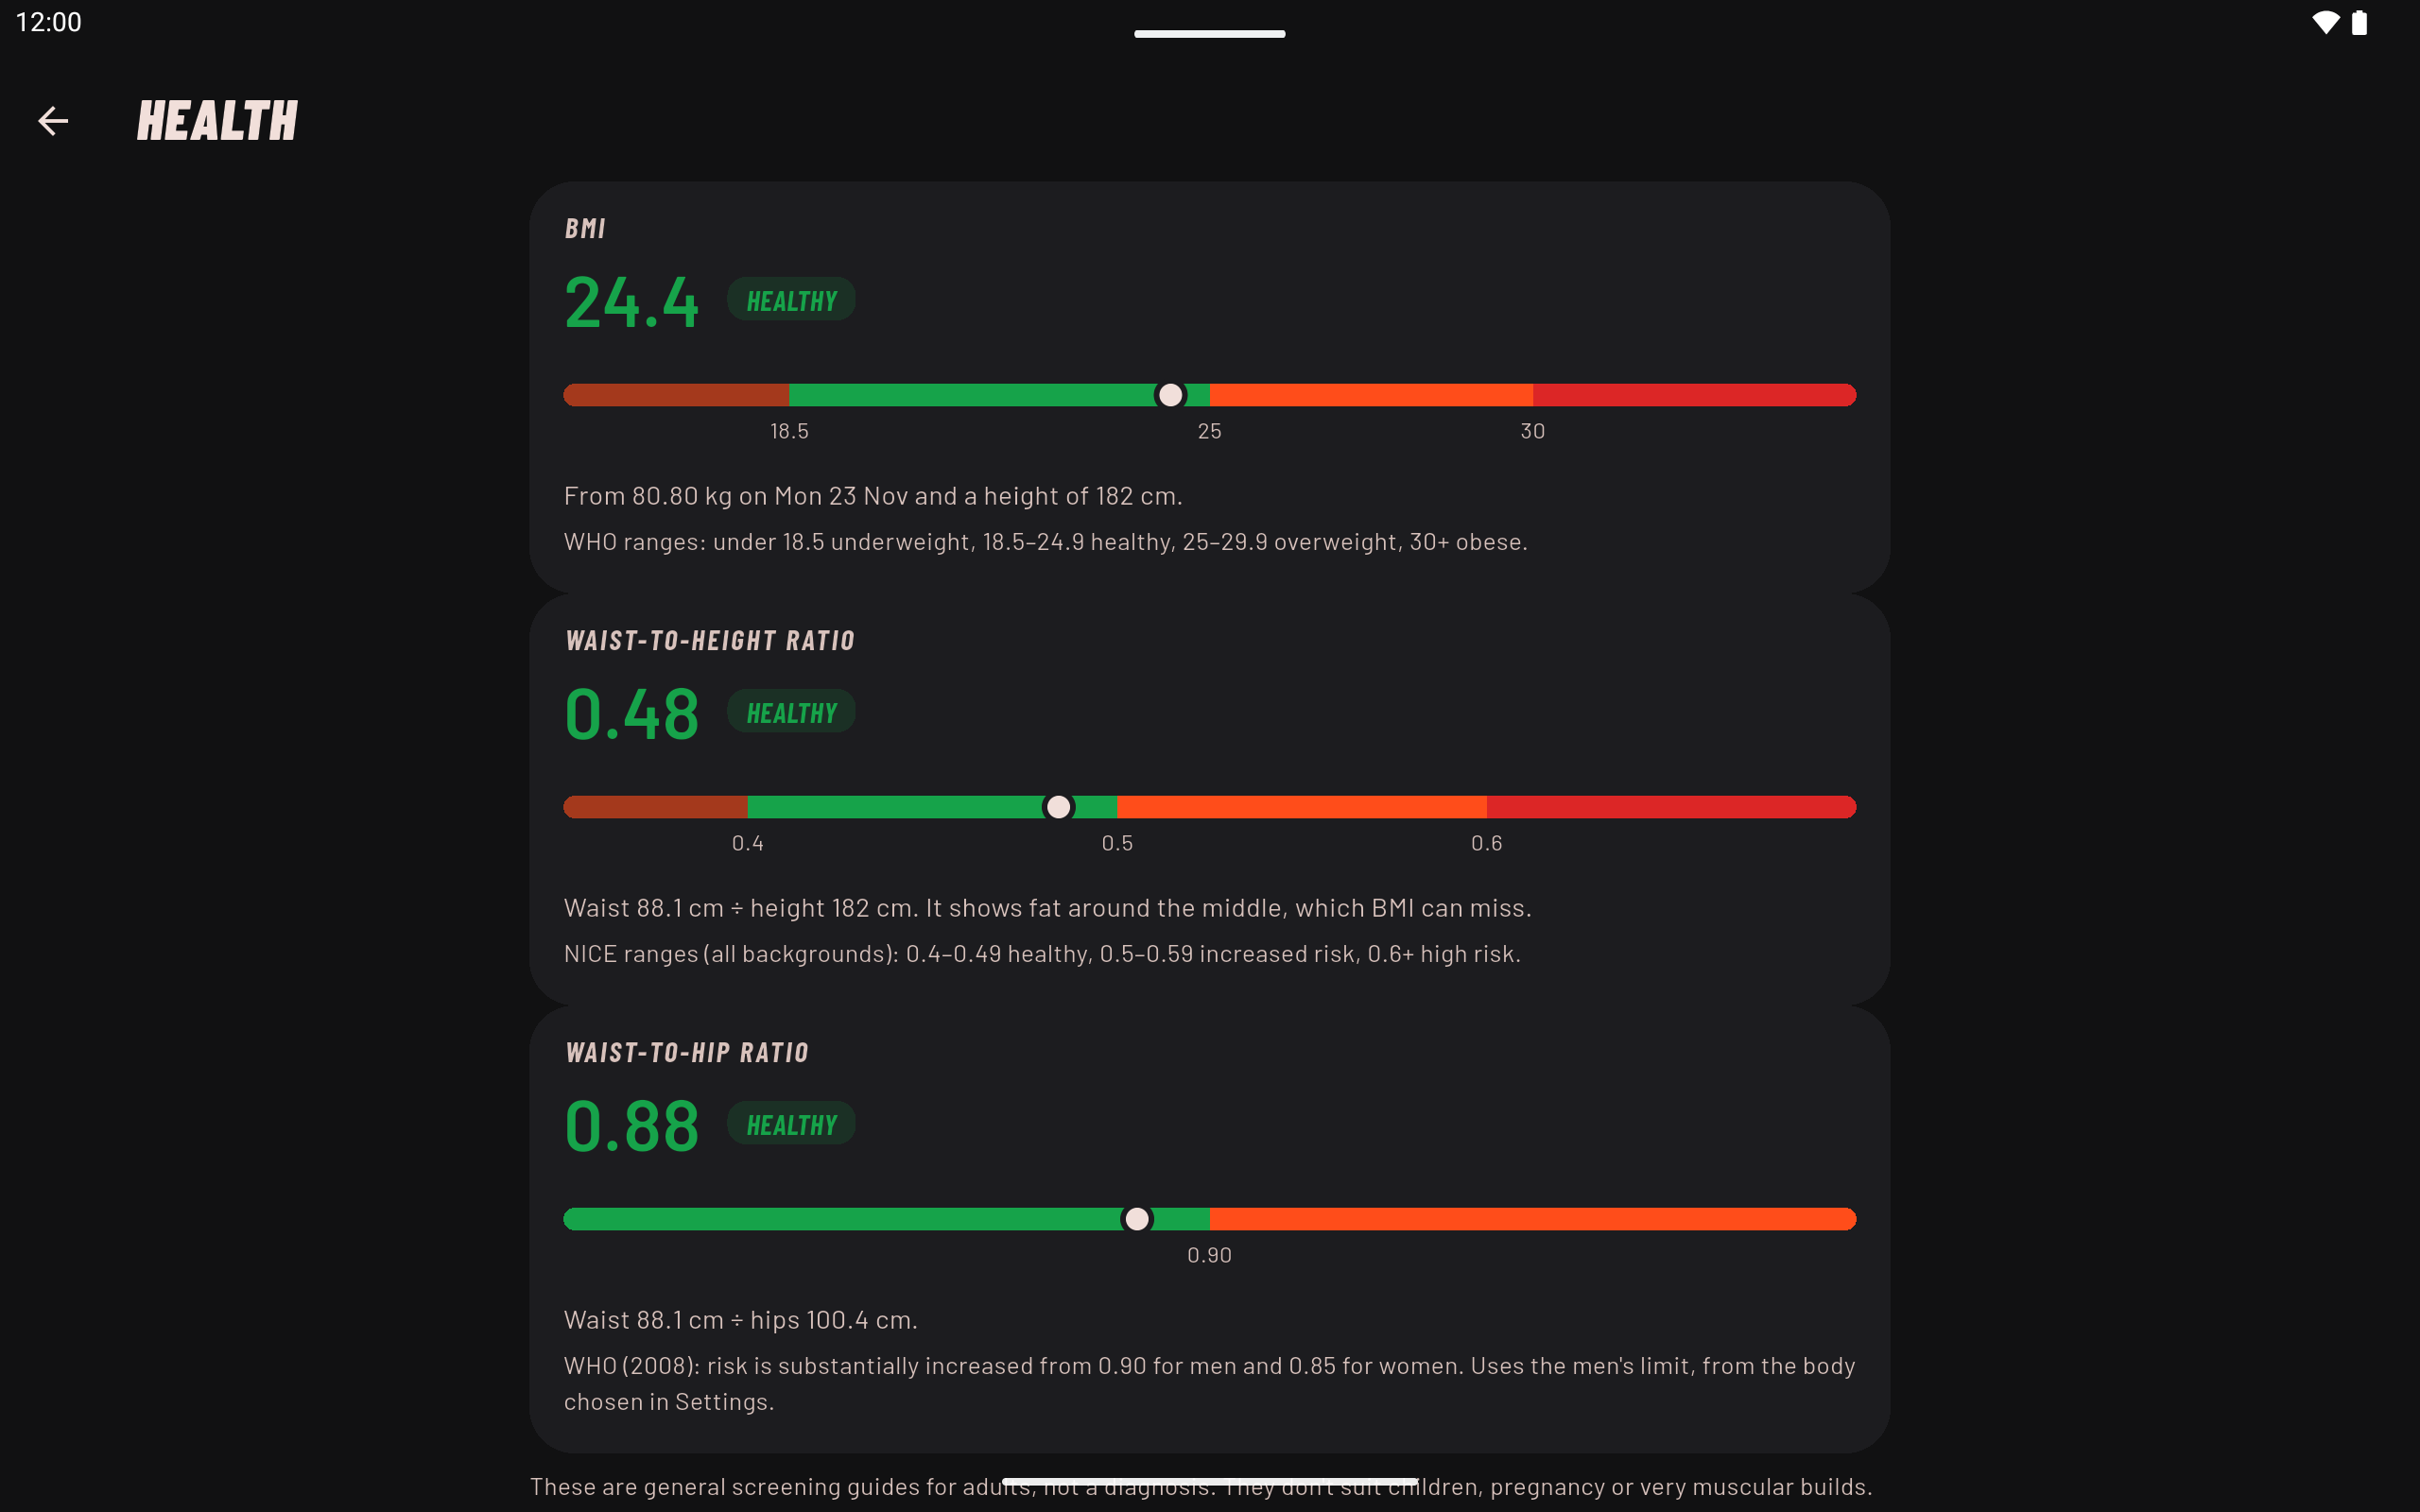 12:00
HEALTH
BMI
24.4 HEALTHY
18.5 25 30
From 80.80 kg on Mon 23 Nov and a height of 182 cm.
WHO ranges: under 18.5 underweight, 18.5–24.9 healthy, 25–29.9 overweight, 30+ obese.
WAIST-TO-HEIGHT RATIO
0.48 HEALTHY
0.4 0.5 0.6
Waist 88.1 cm ÷ height 182 cm. It shows fat around the middle, which BMI can miss.
NICE ranges (all backgrounds): 0.4–0.49 healthy, 0.5–0.59 increased risk, 0.6+ high risk.
WAIST-TO-HIP RATIO
0.88 HEALTHY
0.90
Waist 88.1 cm ÷ hips 100.4 cm.
WHO (2008): risk is substantially increased from 0.90 for men and 0.85 for women. Uses the men's limit, from the body
chosen in Settings.
These are general screening guides for adults, not a diagnosis. They don't suit children, pregnancy or very muscular builds.